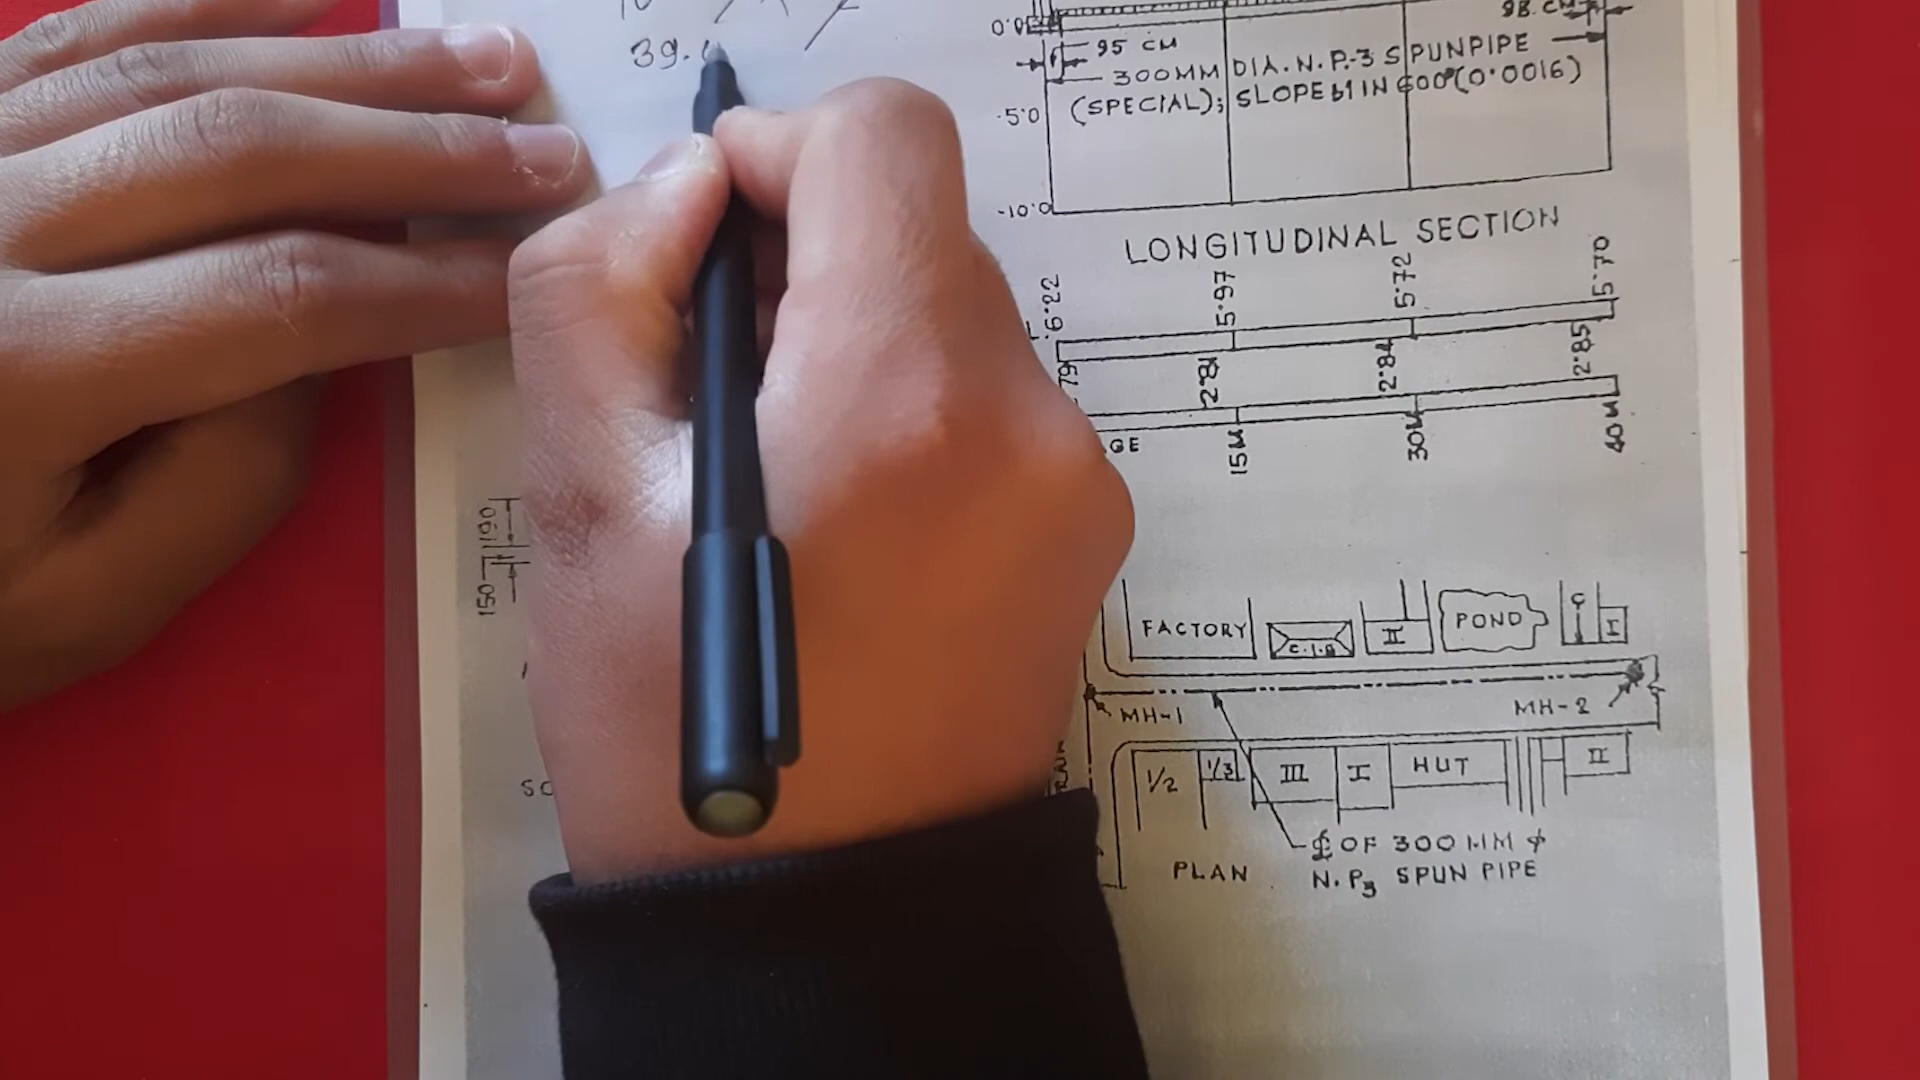 39.
0.0
98. CM
95 CM
300MM DIA. N.P.-3 SPUNPIPE
(SPECIAL); SLOPE 1 IN 600 (0.0016)
-5.0
-10.0
LONGITUDINAL SECTION
6.22 5.97 5.72 5.70
79 2.81 2.84 2.85
GE 15M 30M 40M
190
150
FACTORY C.I.S II POND C I
MH-1 MH-2
1/2 1/3 III I HUT II
SC
℄ OF 300 MM ϕ
PLAN N.P3 SPUN PIPE